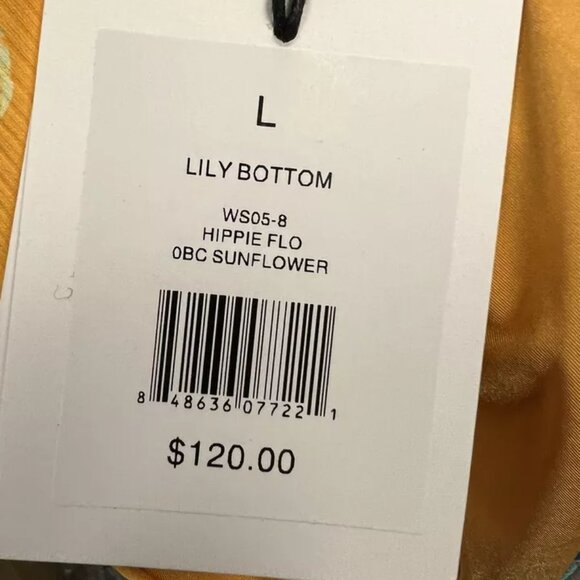 L
LILY BOTTOM
WS05-8
HIPPIE FLO
0BC SUNFLOWER
8 48636 07722 1
$120.00